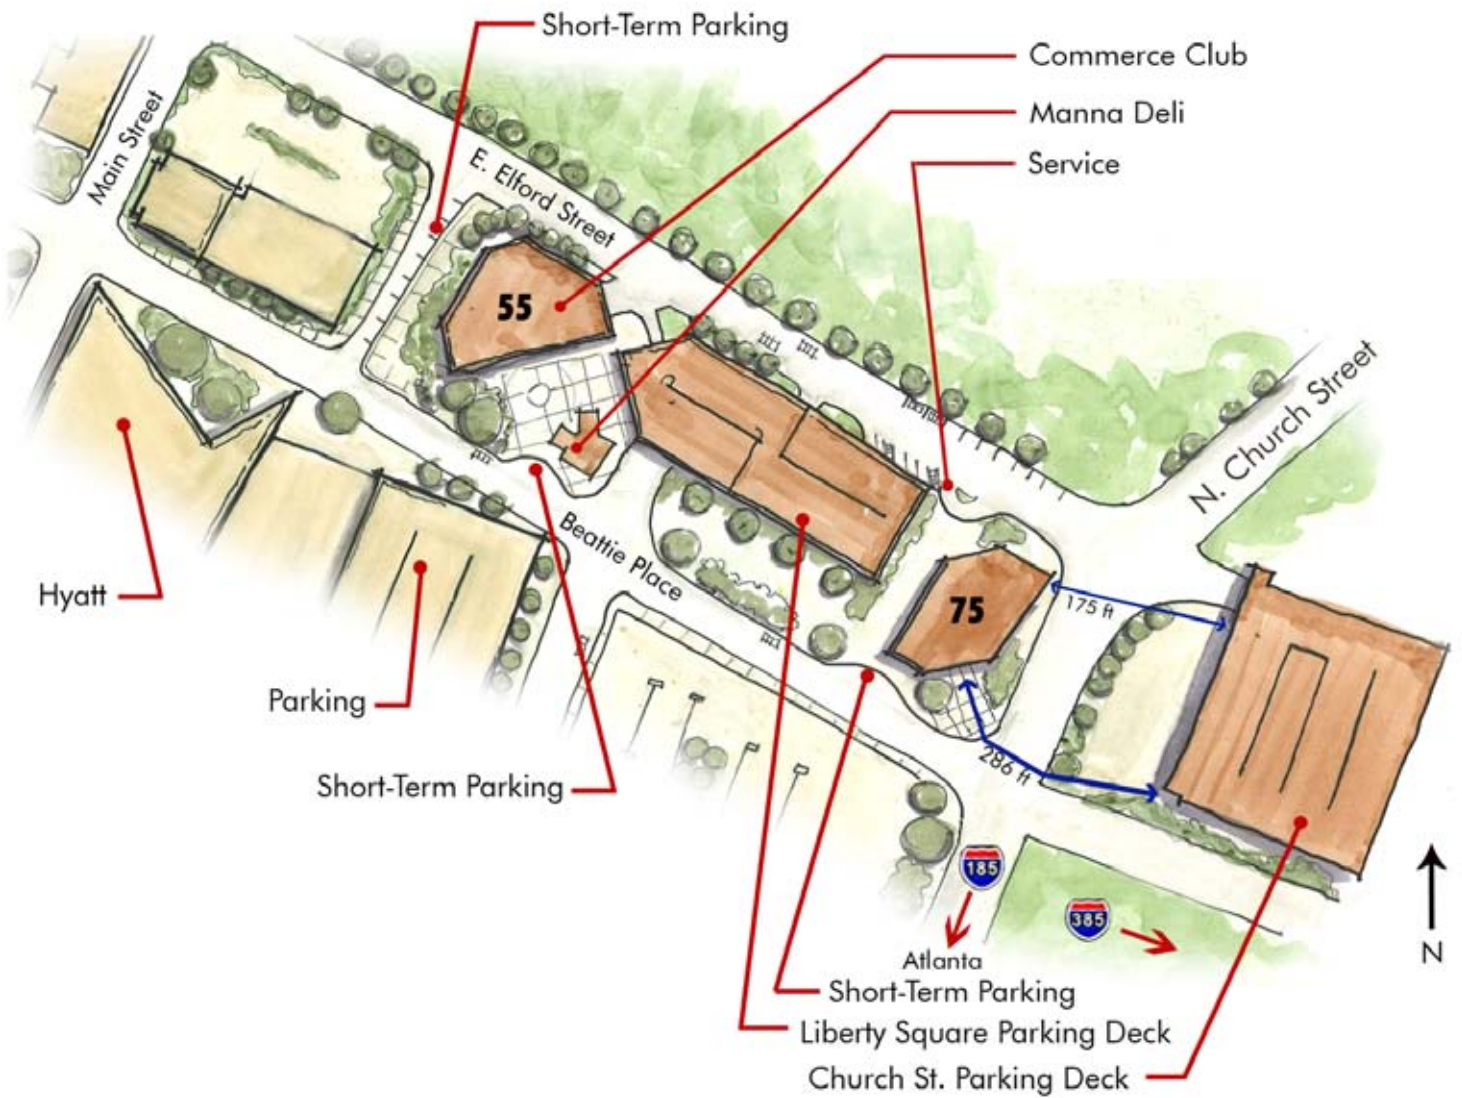 Short-Term Parking
Commerce Club
Manna Deli
Service
Main Street
E. Elford Street
55
N. Church Street
Beattie Place
Hyatt
75
175 ft
Parking
286 ft
Short-Term Parking
185
385
Atlanta
N
Short-Term Parking
Liberty Square Parking Deck
Church St. Parking Deck